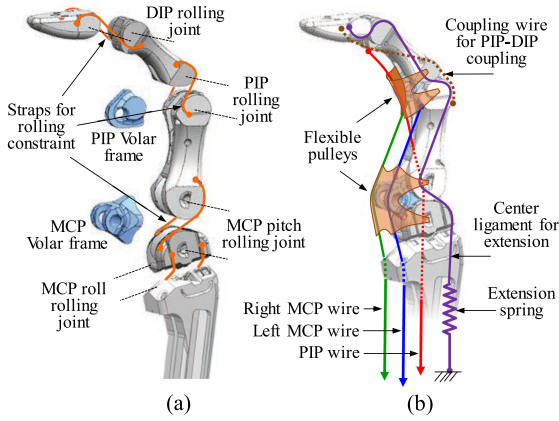 DIP rolling
joint
PIP
rolling
joint
Straps for
rolling
constraint
PIP Volar
frame
MCP
Volar frame
MCP pitch
rolling joint
MCP roll
rolling
joint
(a)
Coupling wire
for PIP-DIP
coupling
Flexible
pulleys
Center
ligament for
extension
Extension
spring
Right MCP wire
Left MCP wire
PIP wire
(b)